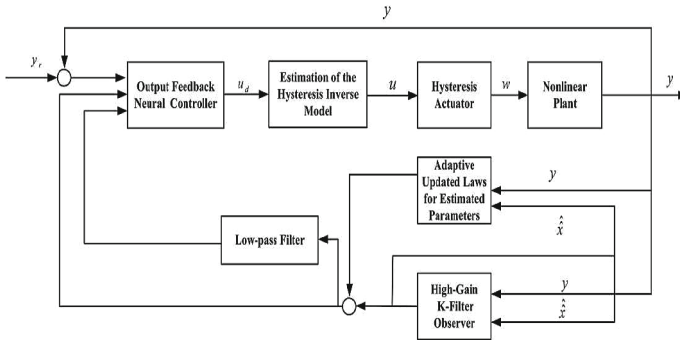 y
y_r
Output Feedback
Neural Controller
u_d
Estimation of the
Hysteresis Inverse
Model
u
Hysteresis
Actuator
w
Nonlinear
Plant
y
Adaptive
Updated Laws
for Estimated
Parameters
y
x̂̂
Low-pass Filter
High-Gain
K-Filter
Observer
y
x̂̂